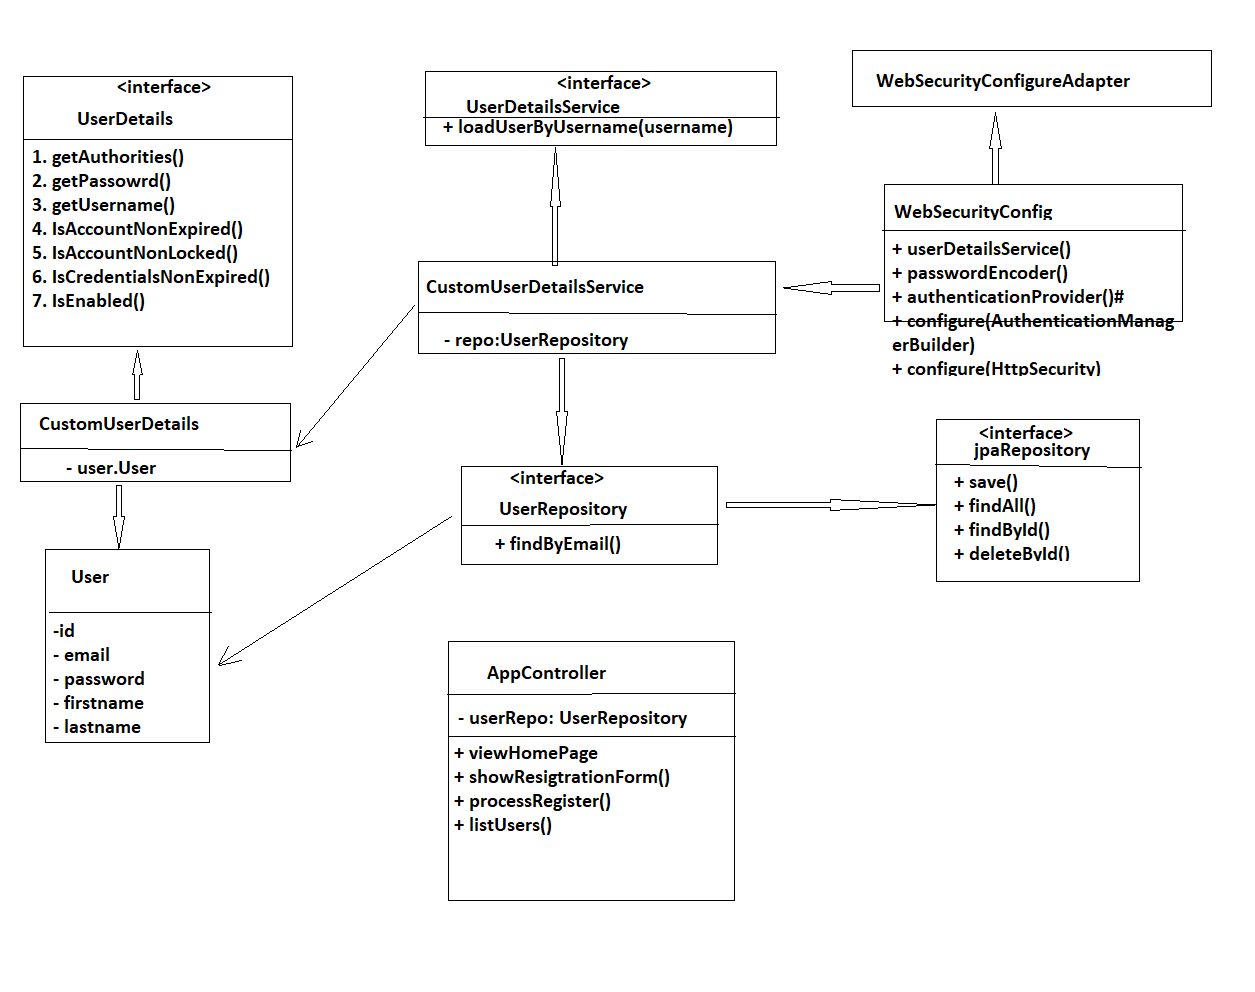 <interface>
UserDetails
1. getAuthorities()
2. getPassowrd()
3. getUsername()
4. IsAccountNonExpired()
5. IsAccountNonLocked()
6. IsCredentialsNonExpired()
7. IsEnabled()
<interface>
UserDetailsService
+ loadUserByUsername(username)
WebSecurityConfigureAdapter
WebSecurityConfig
+ userDetailsService()
+ passwordEncoder()
+ authenticationProvider()#
+ configure(AuthenticationManag
erBuilder)
+ configure(HttpSecurity)
CustomUserDetailsService
- repo:UserRepository
CustomUserDetails
- user.User
<interface>
UserRepository
+ findByEmail()
<interface>
jpaRepository
+ save()
+ findAll()
+ findById()
+ deleteById()
User
-id
- email
- password
- firstname
- lastname
AppController
- userRepo: UserRepository
+ viewHomePage
+ showResigtrationForm()
+ processRegister()
+ listUsers()